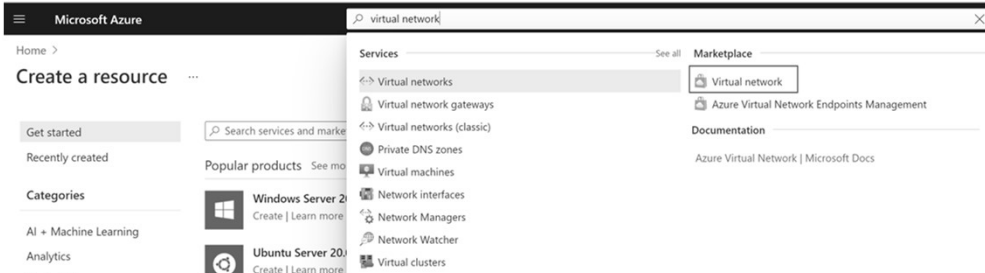 Microsoft Azure
virtual network
Home >
Create a resource ...
Get started
Recently created
Categories
AI + Machine Learning
Analytics
Search services and marke
Popular products See mo
Windows Server 2
Create | Learn more
Ubuntu Server 20.
Create | Learn more
Services See all
Virtual networks
Virtual network gateways
Virtual networks (classic)
Private DNS zones
Virtual machines
Network interfaces
Network Managers
Network Watcher
Virtual clusters
Marketplace
Virtual network
Azure Virtual Network Endpoints Management
Documentation
Azure Virtual Network | Microsoft Docs